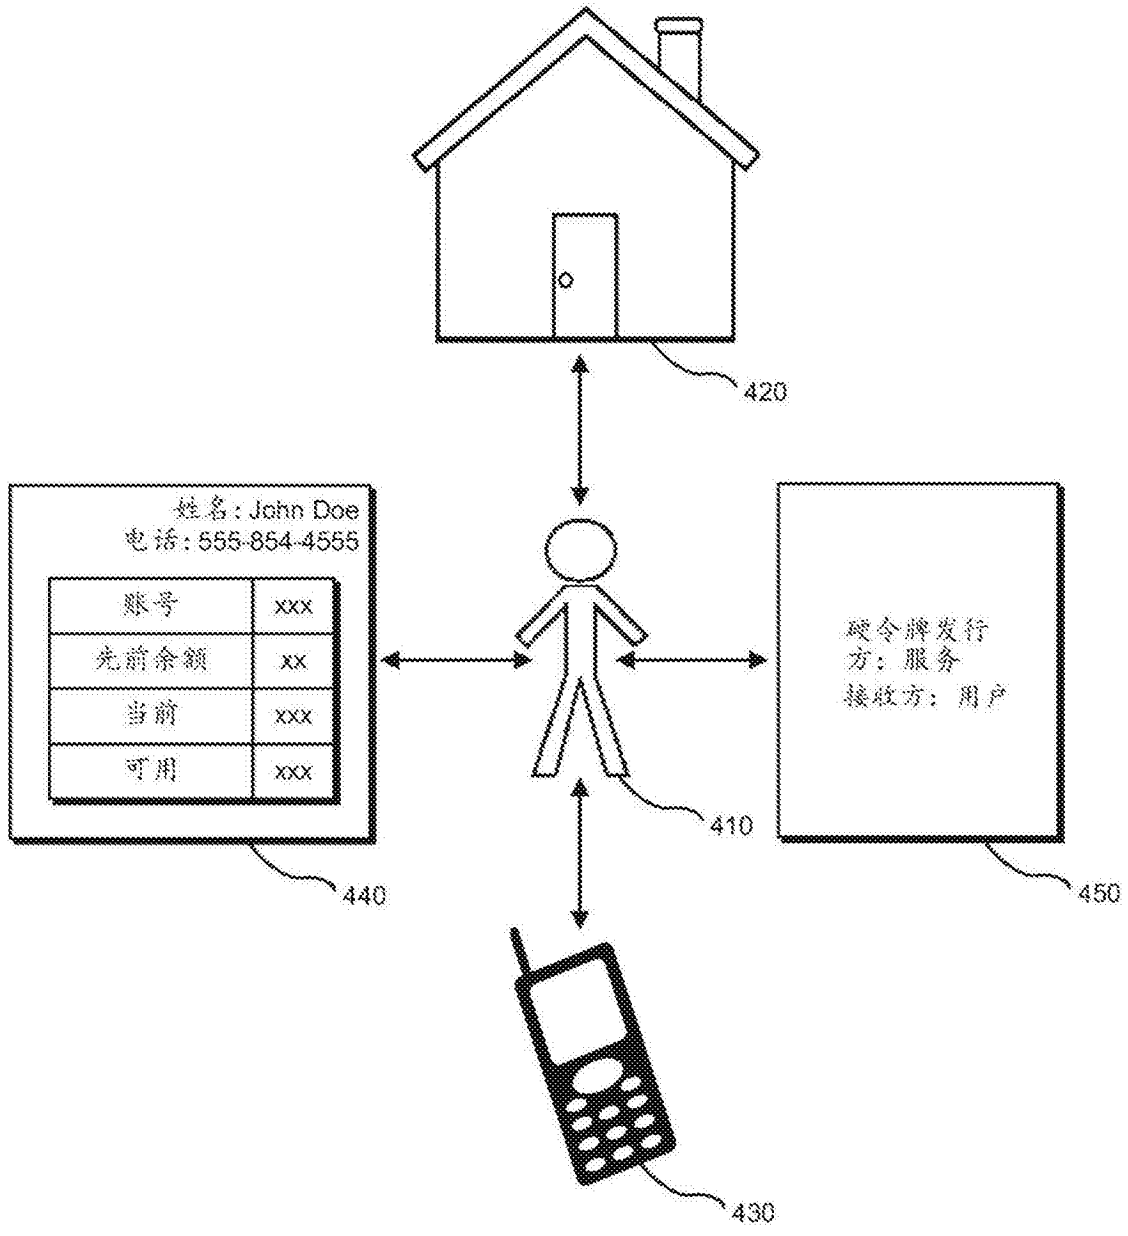 420
姓名: John Doe
电话: 555-854-4555
账号 xxx
先前余额 xx
当前 xxx
可用 xxx
440
410
硬令牌发行
方: 服务
接收方: 用户
450
430